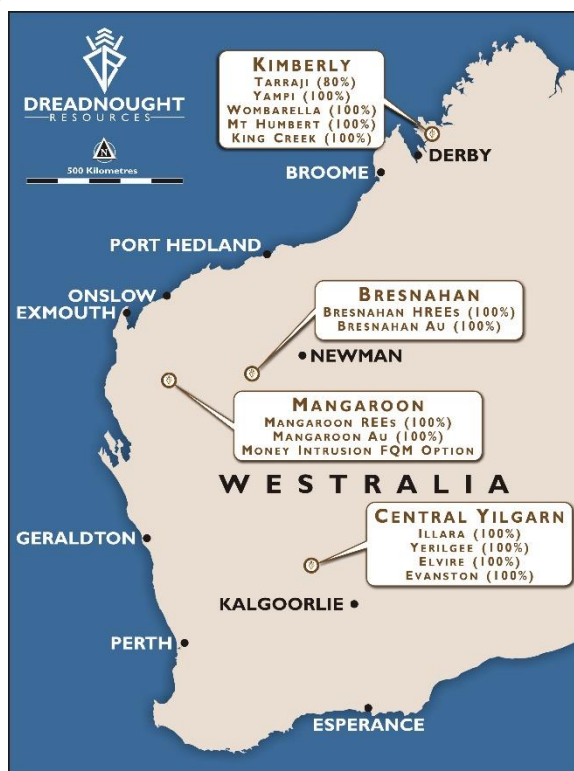 DREADNOUGHT
RESOURCES
N
500 Kilometres
KIMBERLY
TARRAJI (80%)
YAMPI (100%)
WOMBARELLA (100%)
MT HUMBERT (100%)
KING CREEK (100%)
DERBY
BROOME
PORT HEDLAND
ONSLOW
EXMOUTH
BRESNAHAN
BRESNAHAN HREES (100%)
BRESNAHAN AU (100%)
NEWMAN
MANGAROON
MANGAROON REES (100%)
MANGAROON AU (100%)
MONEY INTRUSION FQM OPTION
WESTRALIA
CENTRAL YILGARN
ILLARA (100%)
YERILGEE (100%)
ELVIRE (100%)
EVANSTON (100%)
GERALDTON
KALGOORLIE
PERTH
ESPERANCE